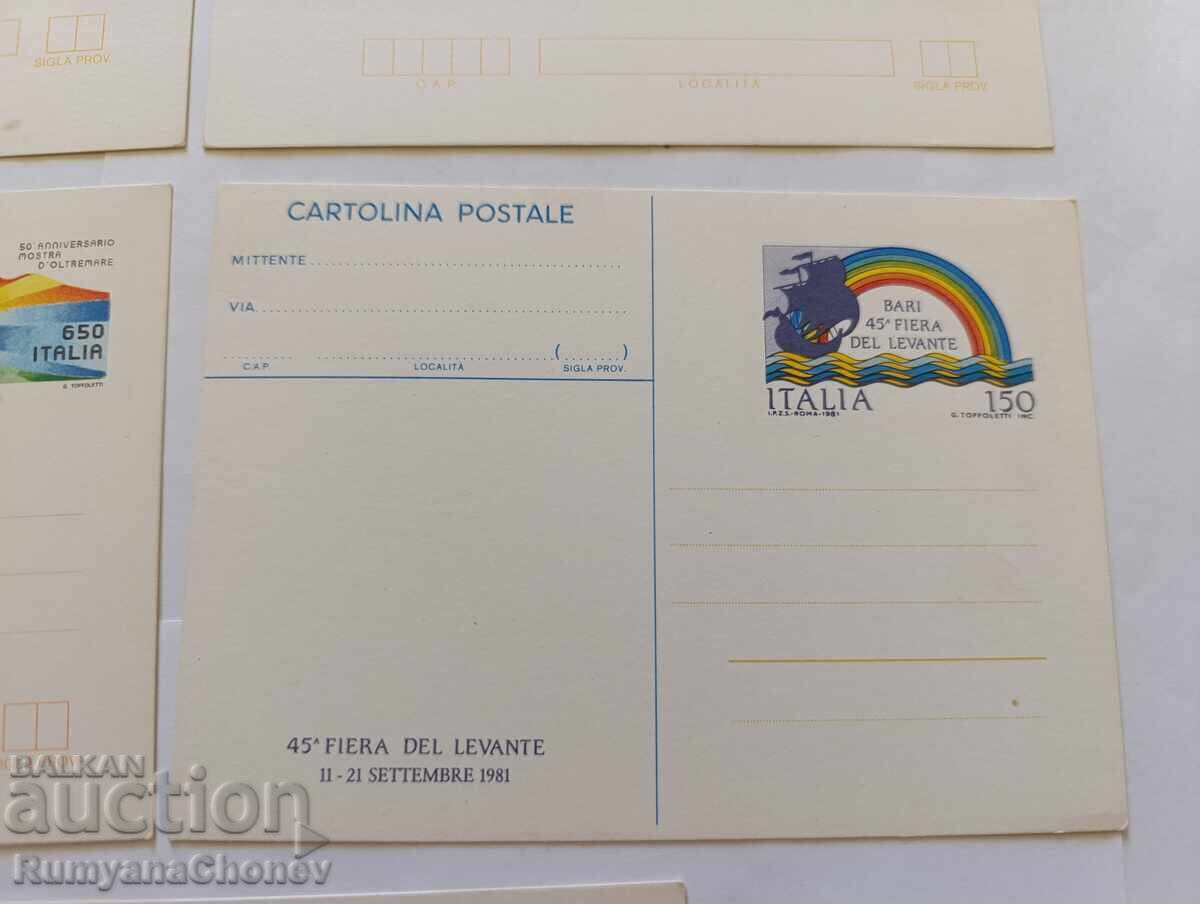 SIGLA PROV.
C.A.P.
LOCALITÀ
SIGLA PROV.
50° ANNIVERSARIO
MOSTRA
D'OLTREMARE
650
ITALIA
G. TOFFOLETTI
CARTOLINA POSTALE
MITTENTE
VIA
( )
C.A.P.
LOCALITÀ
SIGLA PROV.
BARI
45ª FIERA
DEL LEVANTE
ITALIA
150
I.P.Z.S.-ROMA-1981
G. TOFFOLETTI INC.
45ª FIERA DEL LEVANTE
11 - 21 SETTEMBRE 1981
SIGLA PROV.
BALKAN
auction
RumyanaChonev